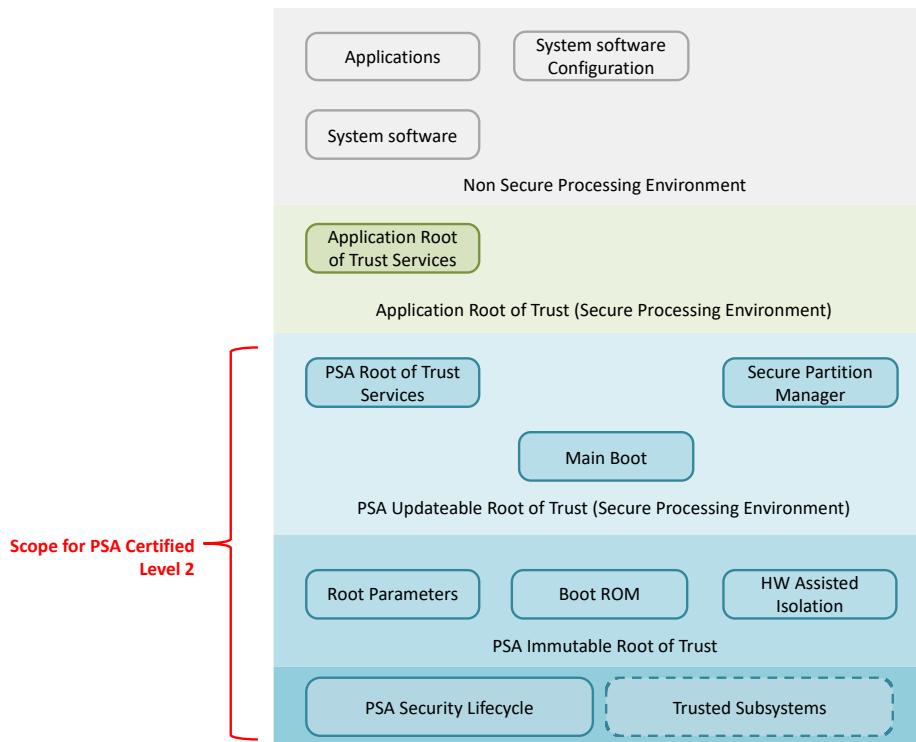 Applications
System software
Configuration
System software
Non Secure Processing Environment
Application Root
of Trust Services
Application Root of Trust (Secure Processing Environment)
PSA Root of Trust
Services
Secure Partition
Manager
Main Boot
PSA Updateable Root of Trust (Secure Processing Environment)
Scope for PSA Certified
Level 2
Root Parameters
Boot ROM
HW Assisted
Isolation
PSA Immutable Root of Trust
PSA Security Lifecycle
Trusted Subsystems